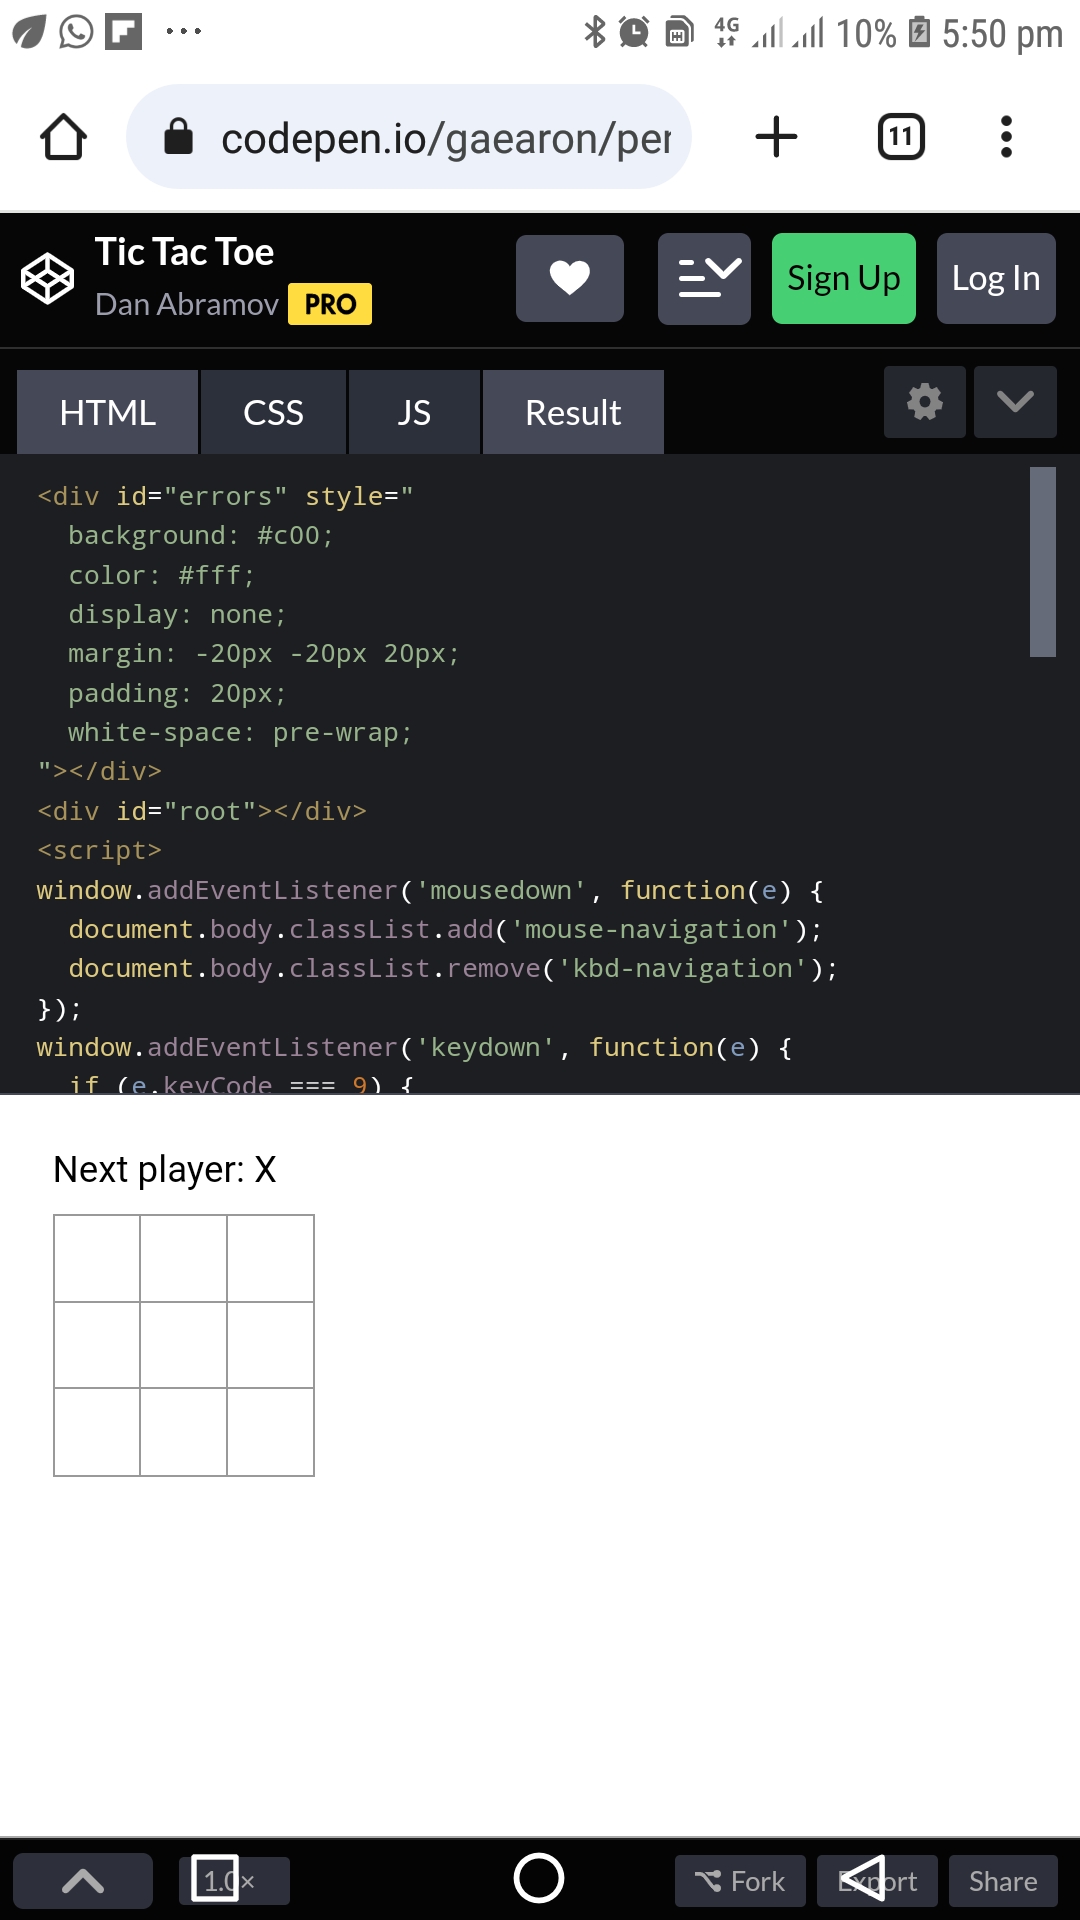 4G 10% 5:50 pm
codepen.io/gaearon/per
11
Tic Tac Toe
Dan Abramov PRO
Sign Up
Log In
HTML
CSS
JS
Result
<div id="errors" style="
background: #c00;
color: #fff;
display: none;
margin: -20px -20px 20px;
padding: 20px;
white-space: pre-wrap;
"></div>
<div id="root"></div>
<script>
window.addEventListener('mousedown', function(e) {
document.body.classList.add('mouse-navigation');
document.body.classList.remove('kbd-navigation');
});
window.addEventListener('keydown', function(e) {
if (e.keyCode === 9) {
Next player: X
1.0×
Fork
Export
Share